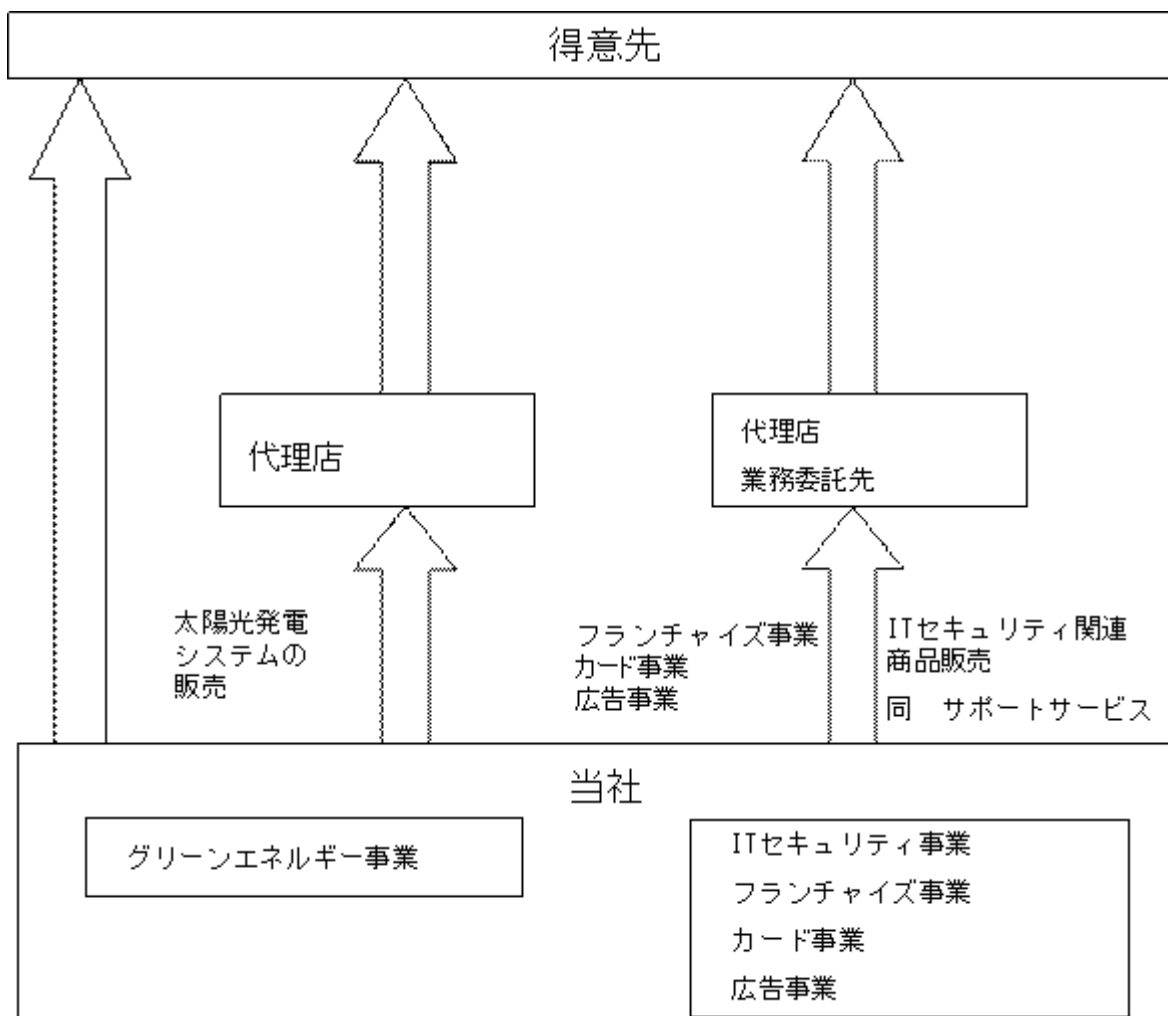 得意先
代理店
代理店
業務委託先
太陽光発電
システムの
販売
フランチャイズ事業
カード事業
広告事業
ITセキュリティ関連
商品販売
同　サポートサービス
当社
グリーンエネルギー事業
ITセキュリティ事業
フランチャイズ事業
カード事業
広告事業